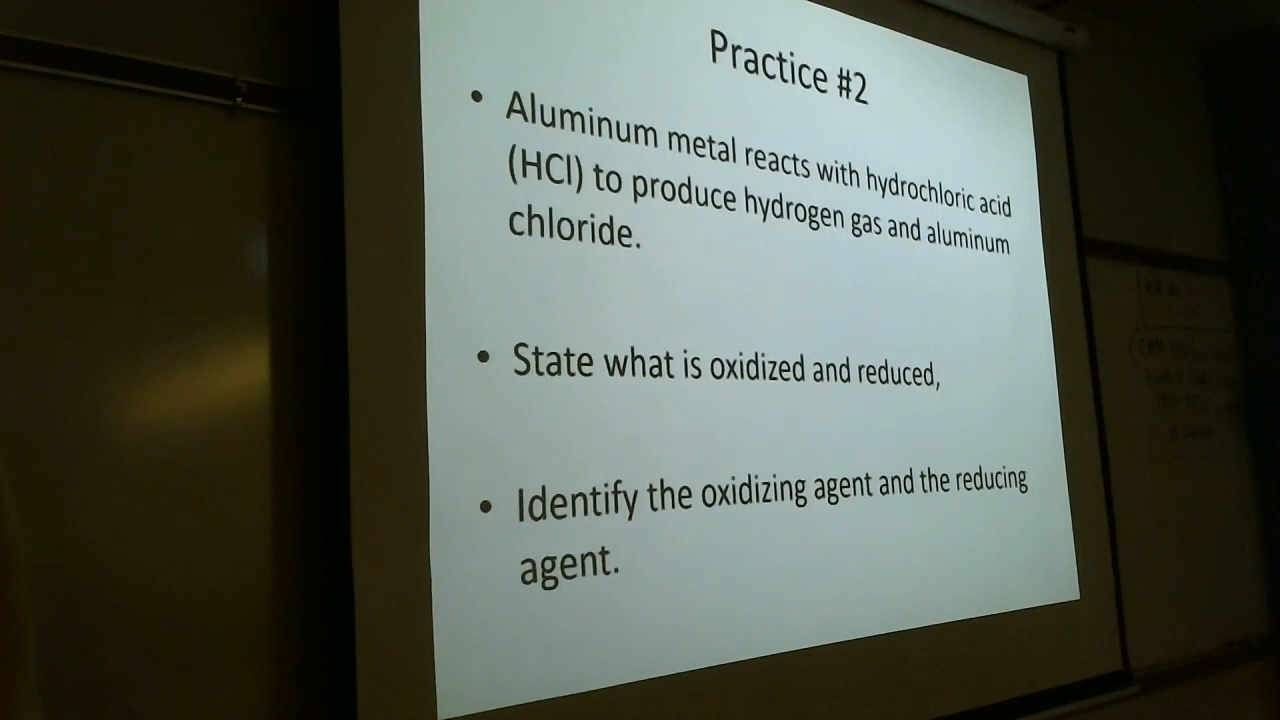 Practice #2
• Aluminum metal reacts with hydrochloric acid
(HCl) to produce hydrogen gas and aluminum
chloride.
• State what is oxidized and reduced,
• Identify the oxidizing agent and the reducing
agent.